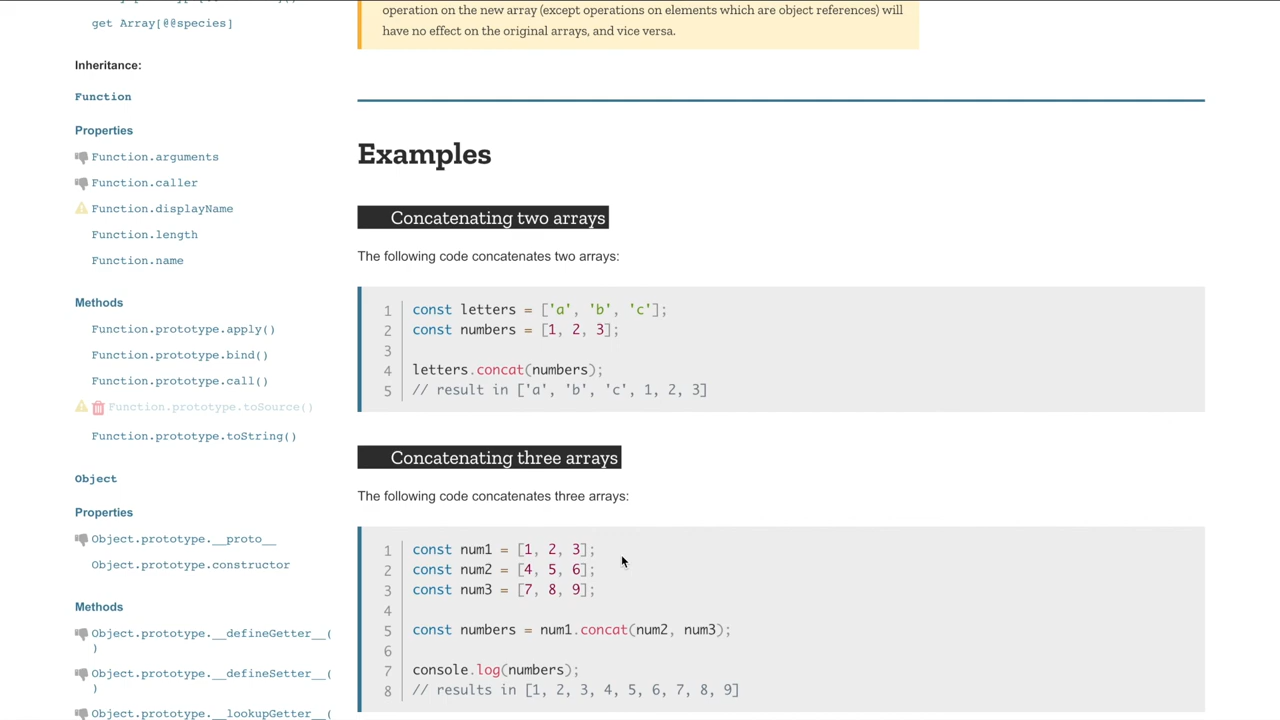 get Array[@@species]
Inheritance:
Function
Properties
Function.arguments
Function.caller
Function.displayName
Function.length
Function.name
Methods
Function.prototype.apply()
Function.prototype.bind()
Function.prototype.call()
Function.prototype.toSource()
Function.prototype.toString()
Object
Properties
Object.prototype.__proto__
Object.prototype.constructor
Methods
Object.prototype.__defineGetter__(
)
Object.prototype.__defineSetter__(
)
Object.prototype.__lookupGetter__(
operation on the new array (except operations on elements which are object references) will
have no effect on the original arrays, and vice versa.
Examples
Concatenating two arrays
The following code concatenates two arrays:
1 const letters = ['a', 'b', 'c'];
2 const numbers = [1, 2, 3];
3
4 letters.concat(numbers);
5 // result in ['a', 'b', 'c', 1, 2, 3]
Concatenating three arrays
The following code concatenates three arrays:
1 const num1 = [1, 2, 3];
2 const num2 = [4, 5, 6];
3 const num3 = [7, 8, 9];
4
5 const numbers = num1.concat(num2, num3);
6
7 console.log(numbers);
8 // results in [1, 2, 3, 4, 5, 6, 7, 8, 9]